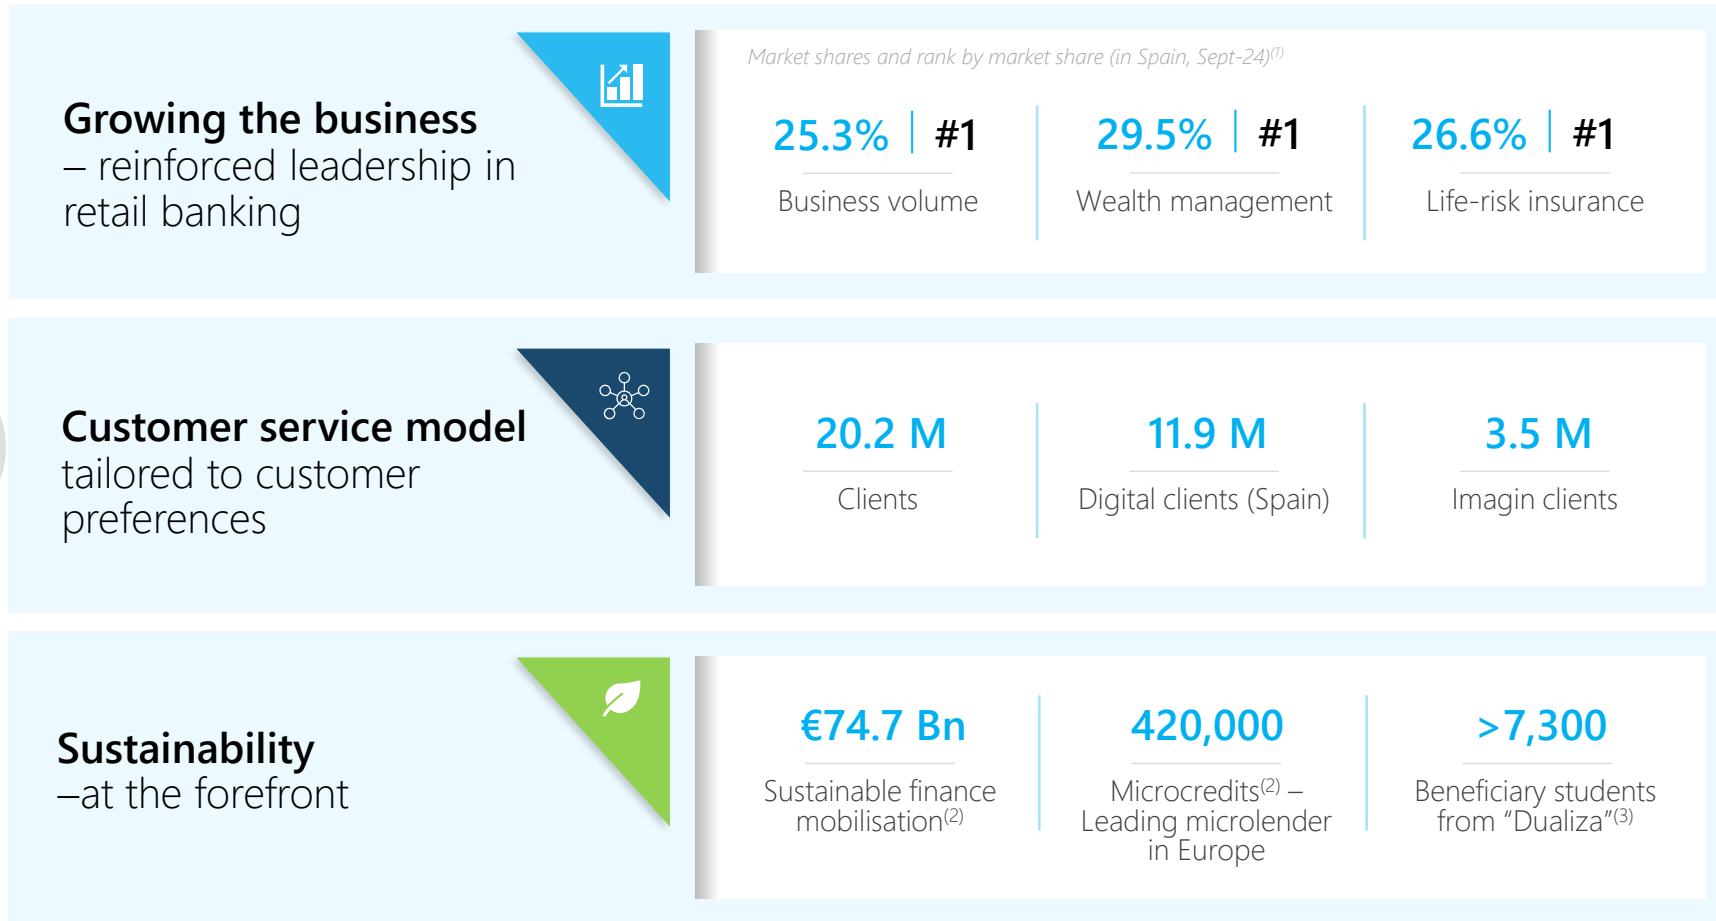 Growing the business
– reinforced leadership in
retail banking
Market shares and rank by market share (in Spain, Sept-24)(1)
25.3% | #1
Business volume
29.5% | #1
Wealth management
26.6% | #1
Life-risk insurance
Customer service model
tailored to customer
preferences
20.2 M
Clients
11.9 M
Digital clients (Spain)
3.5 M
Imagin clients
Sustainability
–at the forefront
€74.7 Bn
Sustainable finance
mobilisation(2)
420,000
Microcredits(2) –
Leading microlender
in Europe
>7,300
Beneficiary students
from “Dualiza”(3)